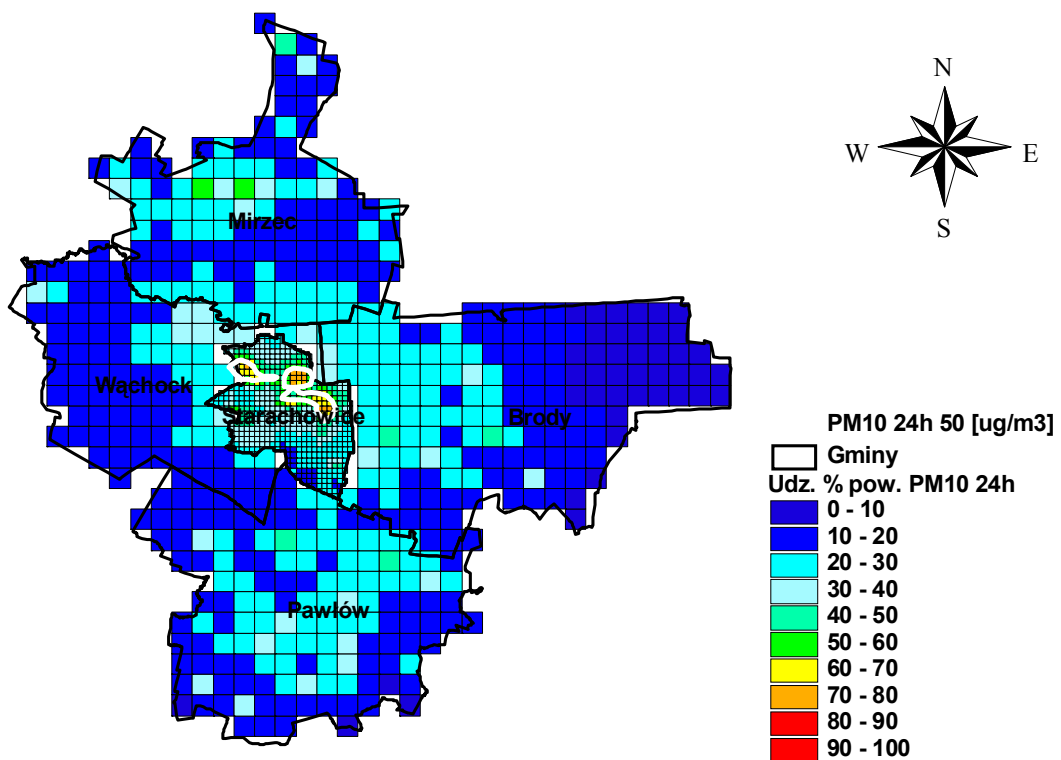 N
W E
S
Mirzec
Wąchock
Starachowice
Brody
Pawłów
PM10 24h 50 [ug/m3]
Gminy
Udz. % pow. PM10 24h
0 - 10
10 - 20
20 - 30
30 - 40
40 - 50
50 - 60
60 - 70
70 - 80
80 - 90
90 - 100